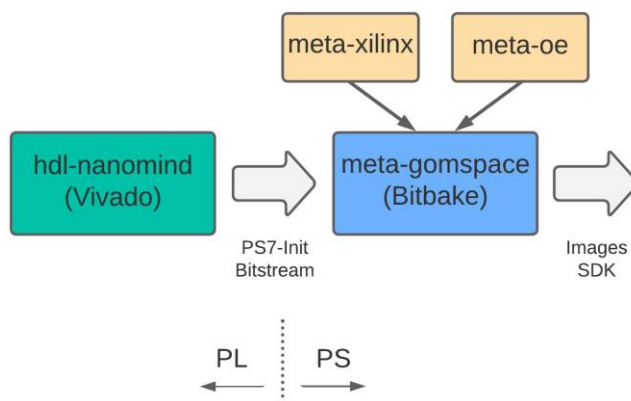 meta-xilinx
meta-oe
hdl-nanomind
(Vivado)
meta-gomspace
(Bitbake)
PS7-Init
Bitstream
Images
SDK
PL
PS